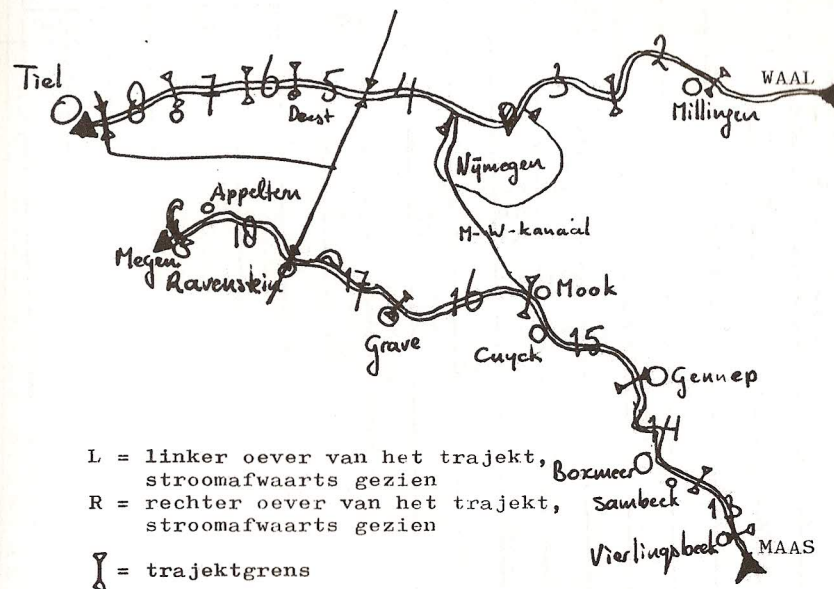 Tiel
8
7
6
5
4
3
2
WAAL
Deest
Millingen
Nijmegen
Appeltern
M-W-kanaal
Megen
18
Ravenstein
17
16
Mook
Grave
Cuyck
15
Gennep
14
L = linker oever van het trajekt,
stroomafwaarts gezien
R = rechter oever van het trajekt,
stroomafwaarts gezien
Boxmeer
Sambeek
13
Vierlingsbeek
MAAS
= trajektgrens